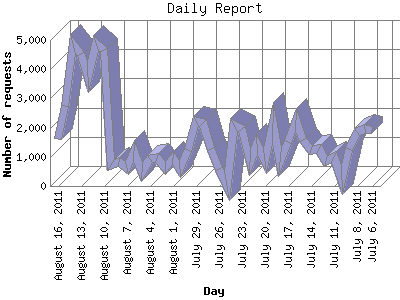 Daily Report
Number of requests
5,000
4,000
3,000
2,000
1,000
0
August 16, 2011
August 13, 2011
August 10, 2011
August 7, 2011
August 4, 2011
August 1, 2011
July 29, 2011
July 26, 2011
July 23, 2011
July 20, 2011
July 17, 2011
July 14, 2011
July 11, 2011
July 8, 2011
July 6, 2011
Day